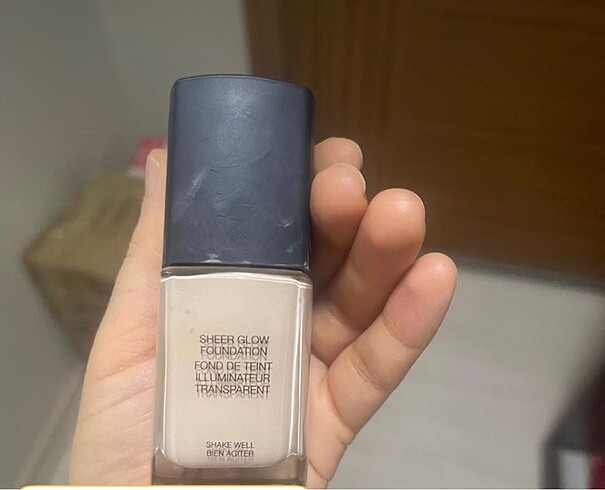 SHEER GLOW
FOUNDATION
FOND DE TEINT
ILLUMINATEUR
TRANSPARENT
SHAKE WELL
BIEN AGITER